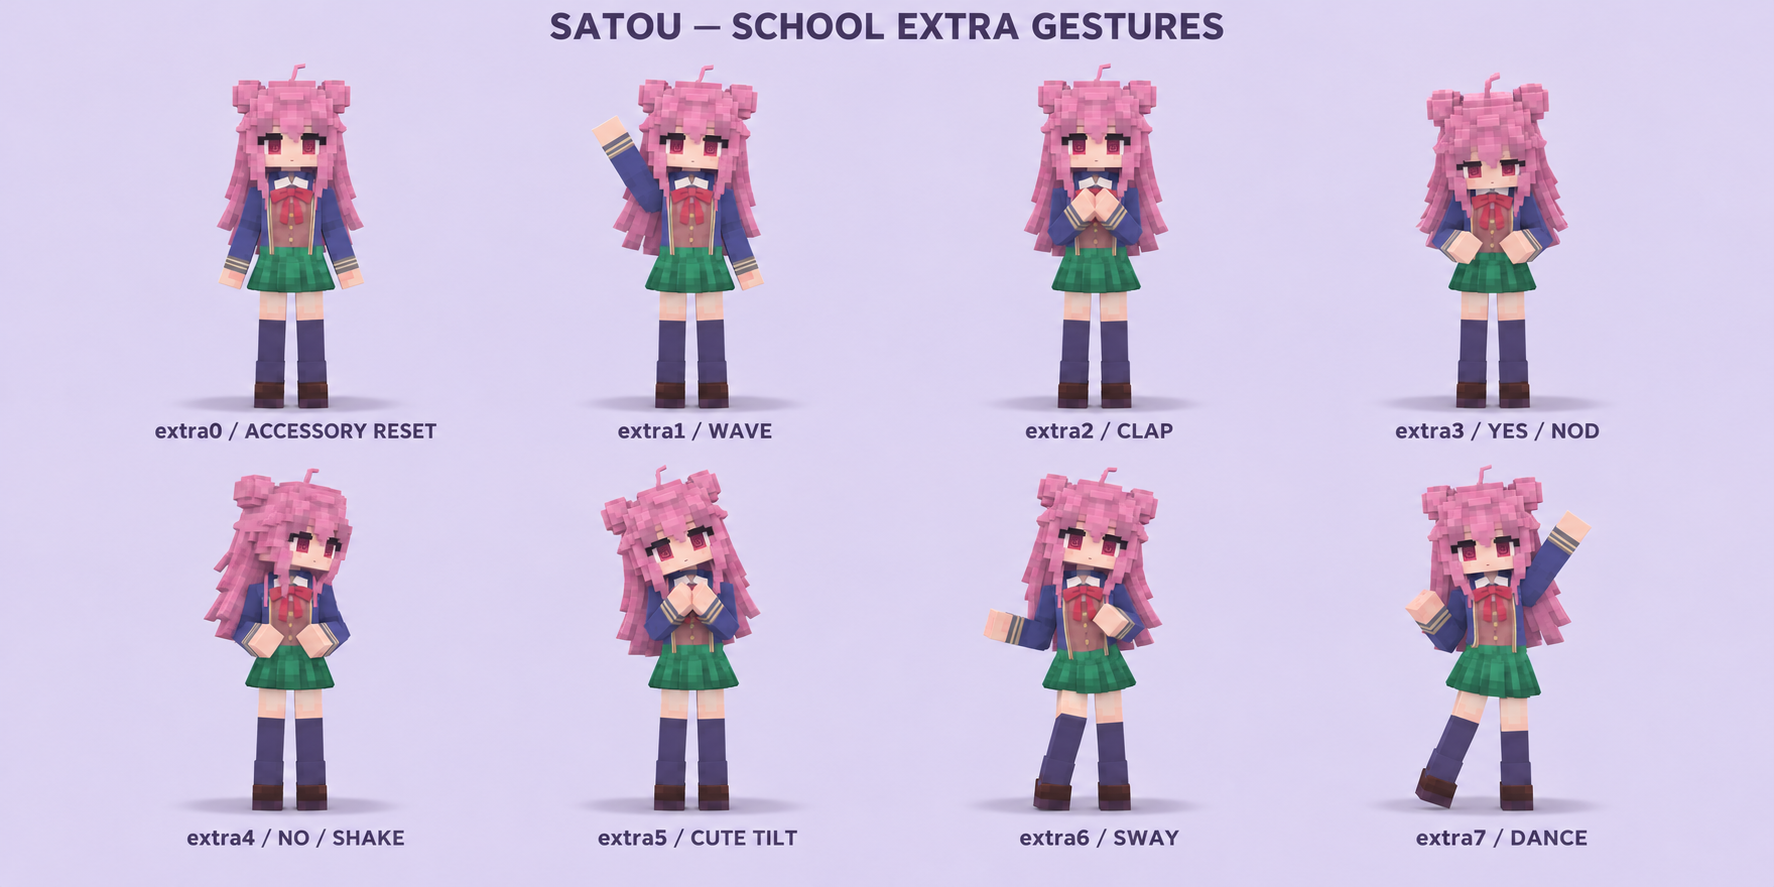 SATOU — SCHOOL EXTRA GESTURES
extra0 / ACCESSORY RESET
extra1 / WAVE
extra2 / CLAP
extra3 / YES / NOD
extra4 / NO / SHAKE
extra5 / CUTE TILT
extra6 / SWAY
extra7 / DANCE